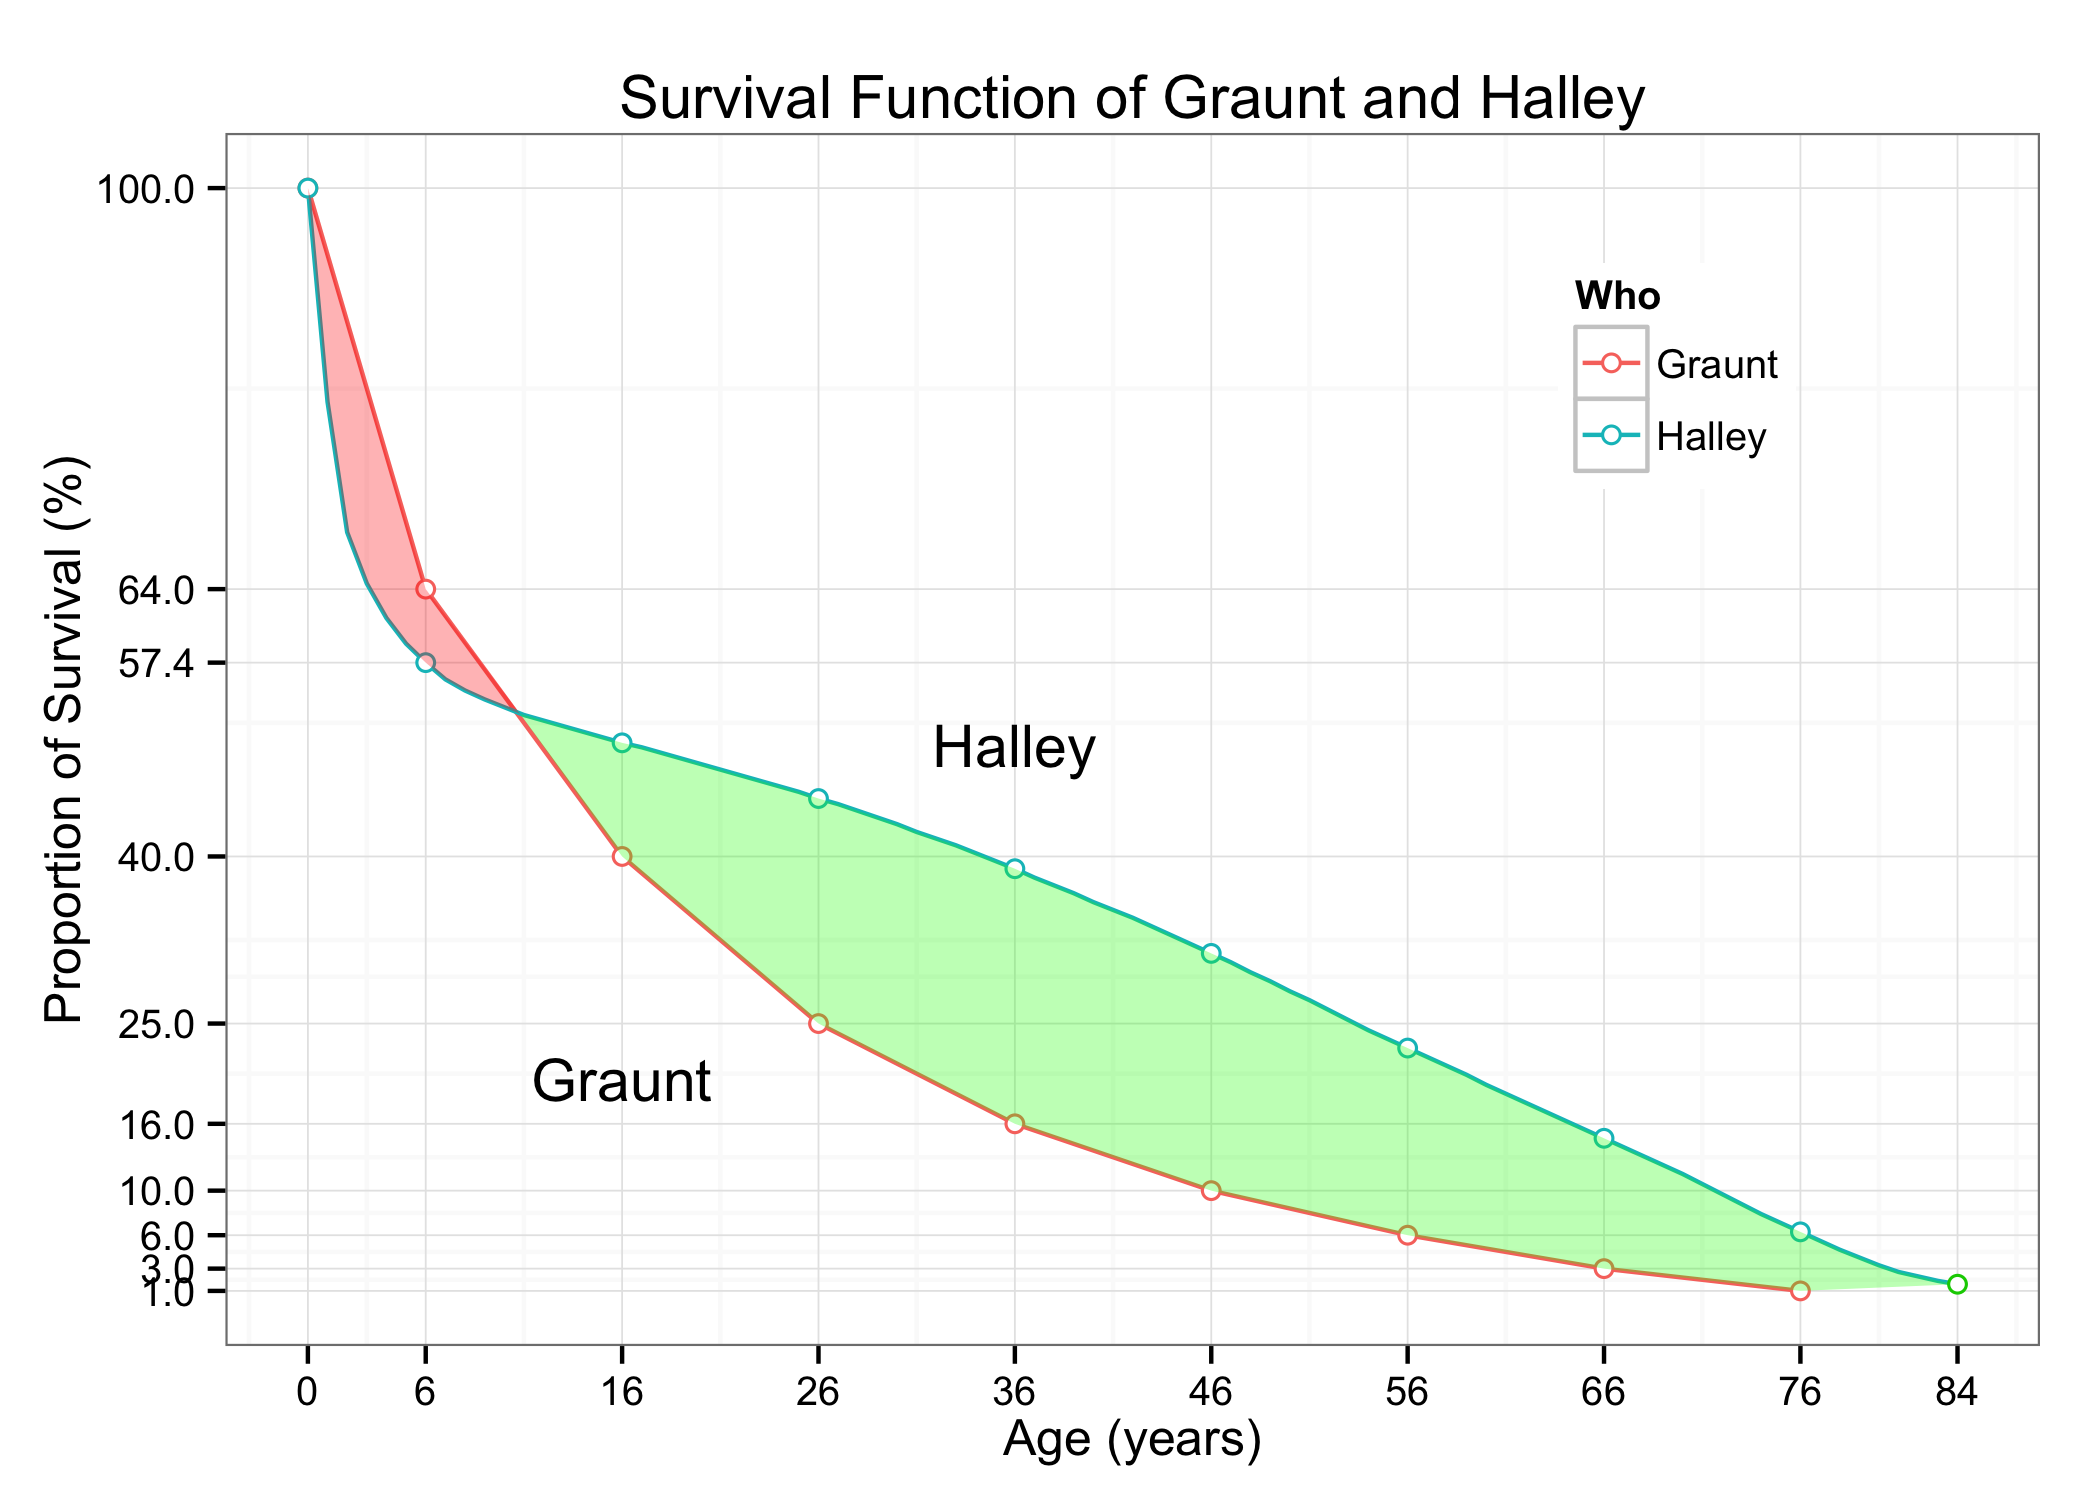 Survival Function of Graunt and Halley
100.0
64.0
57.4
40.0
25.0
16.0
10.0
6.0
3.0
1.0
Proportion of Survival (%)
Who
Graunt
Halley
Halley
Graunt
0 6 16 26 36 46 56 66 76 84
Age (years)